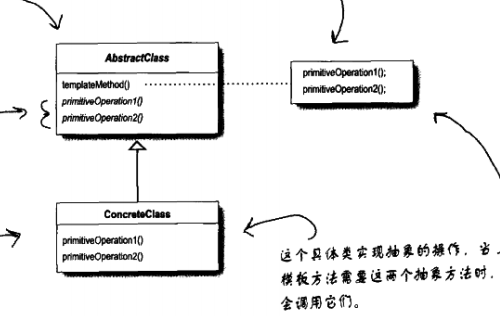 AbstractClass
templateMethod()
primitiveOperation1()
primitiveOperation2()
primitiveOperation1();
primitiveOperation2();
ConcreteClass
primitiveOperation1()
primitiveOperation2()
这个具体类实现抽象的操作，当
模板方法需要这两个抽象方法时，
会调用它们。